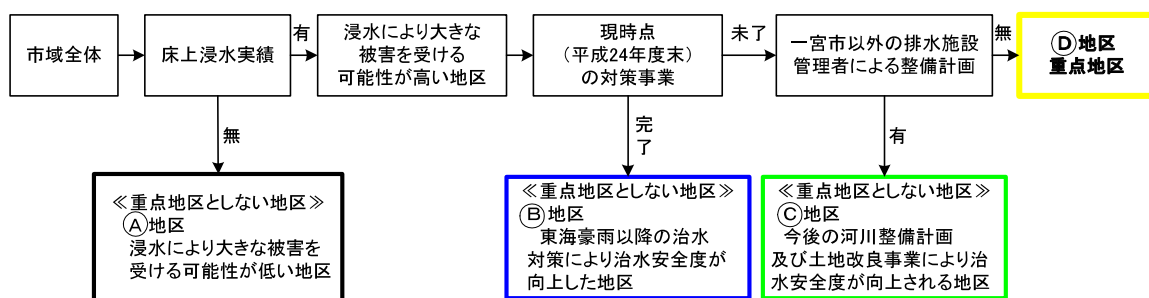 市域全体
床上浸水実績
有
浸水により大きな
被害を受ける
可能性が高い地区
現時点
（平成24年度末）
の対策事業
未了
一宮市以外の排水施設
管理者による整備計画
無
Ⓓ地区
重点地区
無
完
了
有
≪重点地区としない地区≫
Ⓐ地区
浸水により大きな被害を
受ける可能性が低い地区
≪重点地区としない地区≫
Ⓑ地区
東海豪雨以降の治水
対策により治水安全度が
向上した地区
≪重点地区としない地区≫
Ⓒ地区
今後の河川整備計画
及び土地改良事業により治
水安全度が向上される地区